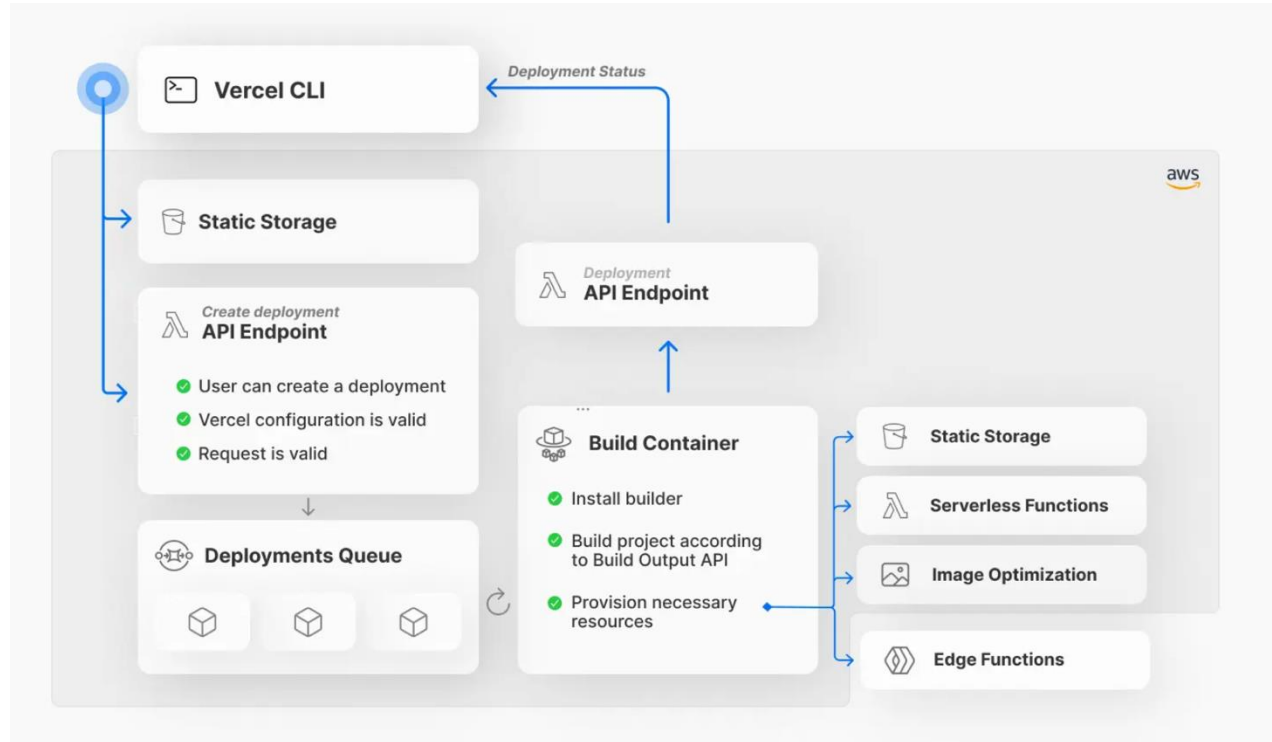 Vercel CLI
Deployment Status
aws
Static Storage
Create deployment
API Endpoint
User can create a deployment
Vercel configuration is valid
Request is valid
Deployments Queue
Deployment
API Endpoint
...
Build Container
Install builder
Build project according
to Build Output API
Provision necessary
resources
Static Storage
Serverless Functions
Image Optimization
Edge Functions